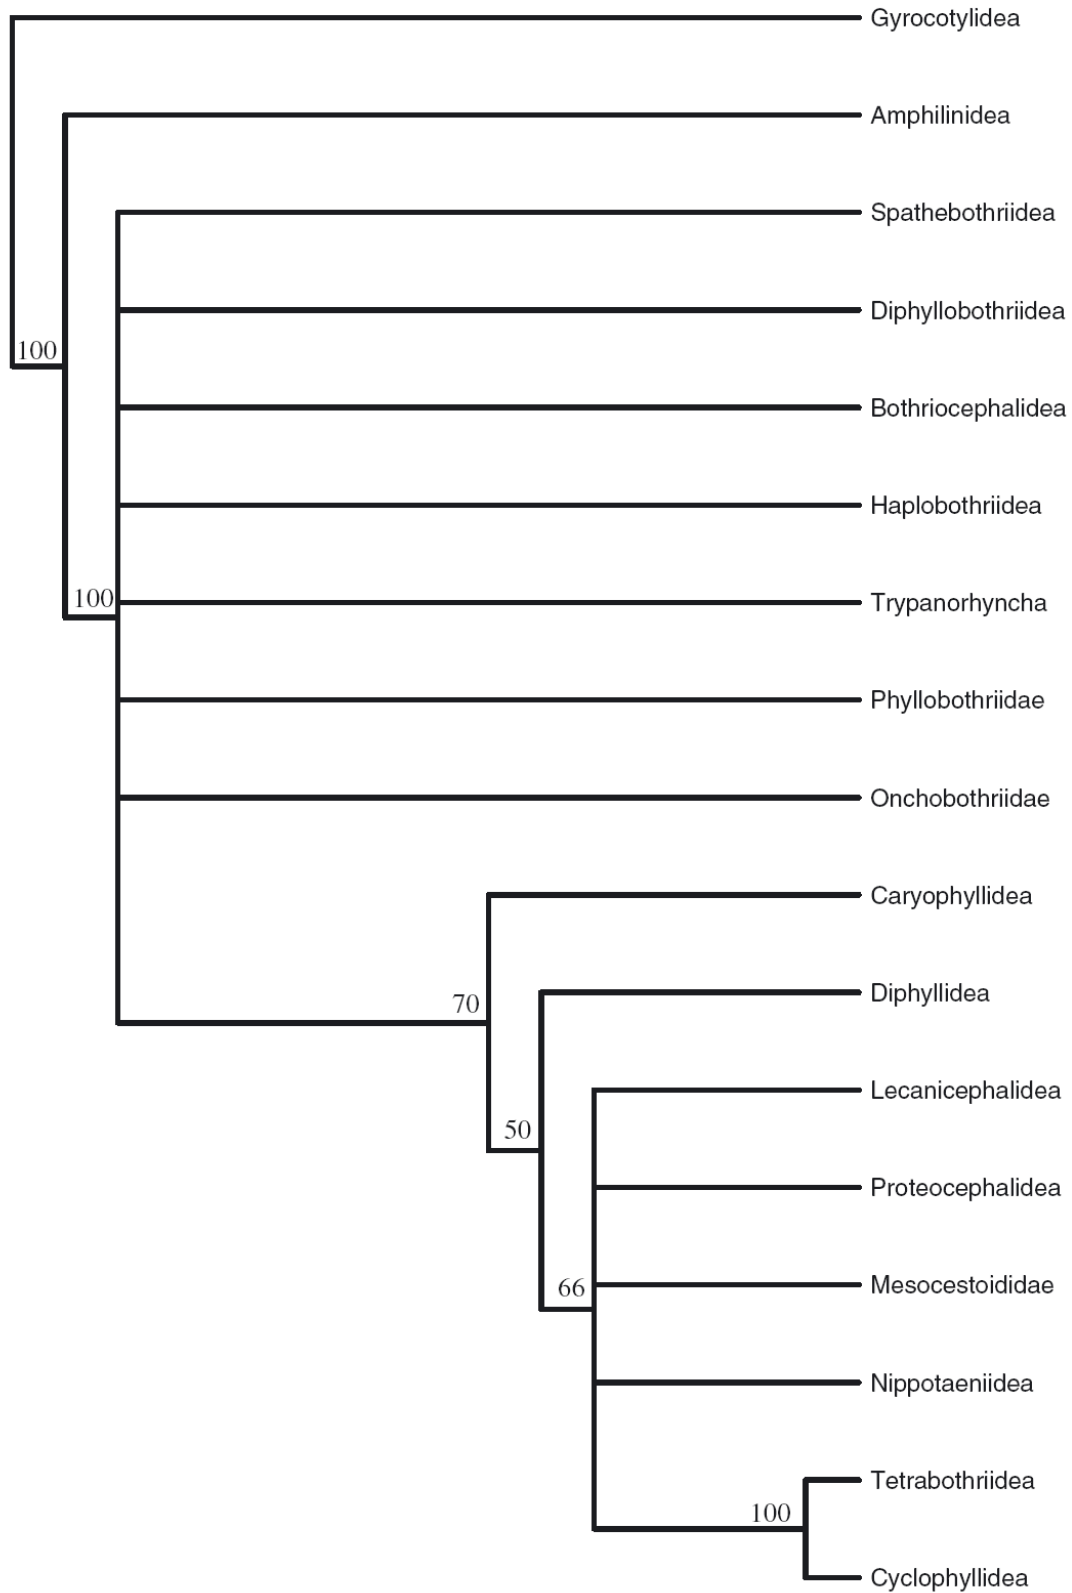 Gyrocotylidea
Amphilinidea
Spathebothriidea
Diphyllobothriidea
100
Bothriocephalidea
Haplobothriidea
100
Trypanorhyncha
Phyllobothriidae
Onchobothriidae
Caryophyllidea
Diphyllidea
70
Lecanicephalidea
50
Proteocephalidea
Mesocestoididae
66
Nippotaeniidea
Tetrabothriidea
100
Cyclophyllidea